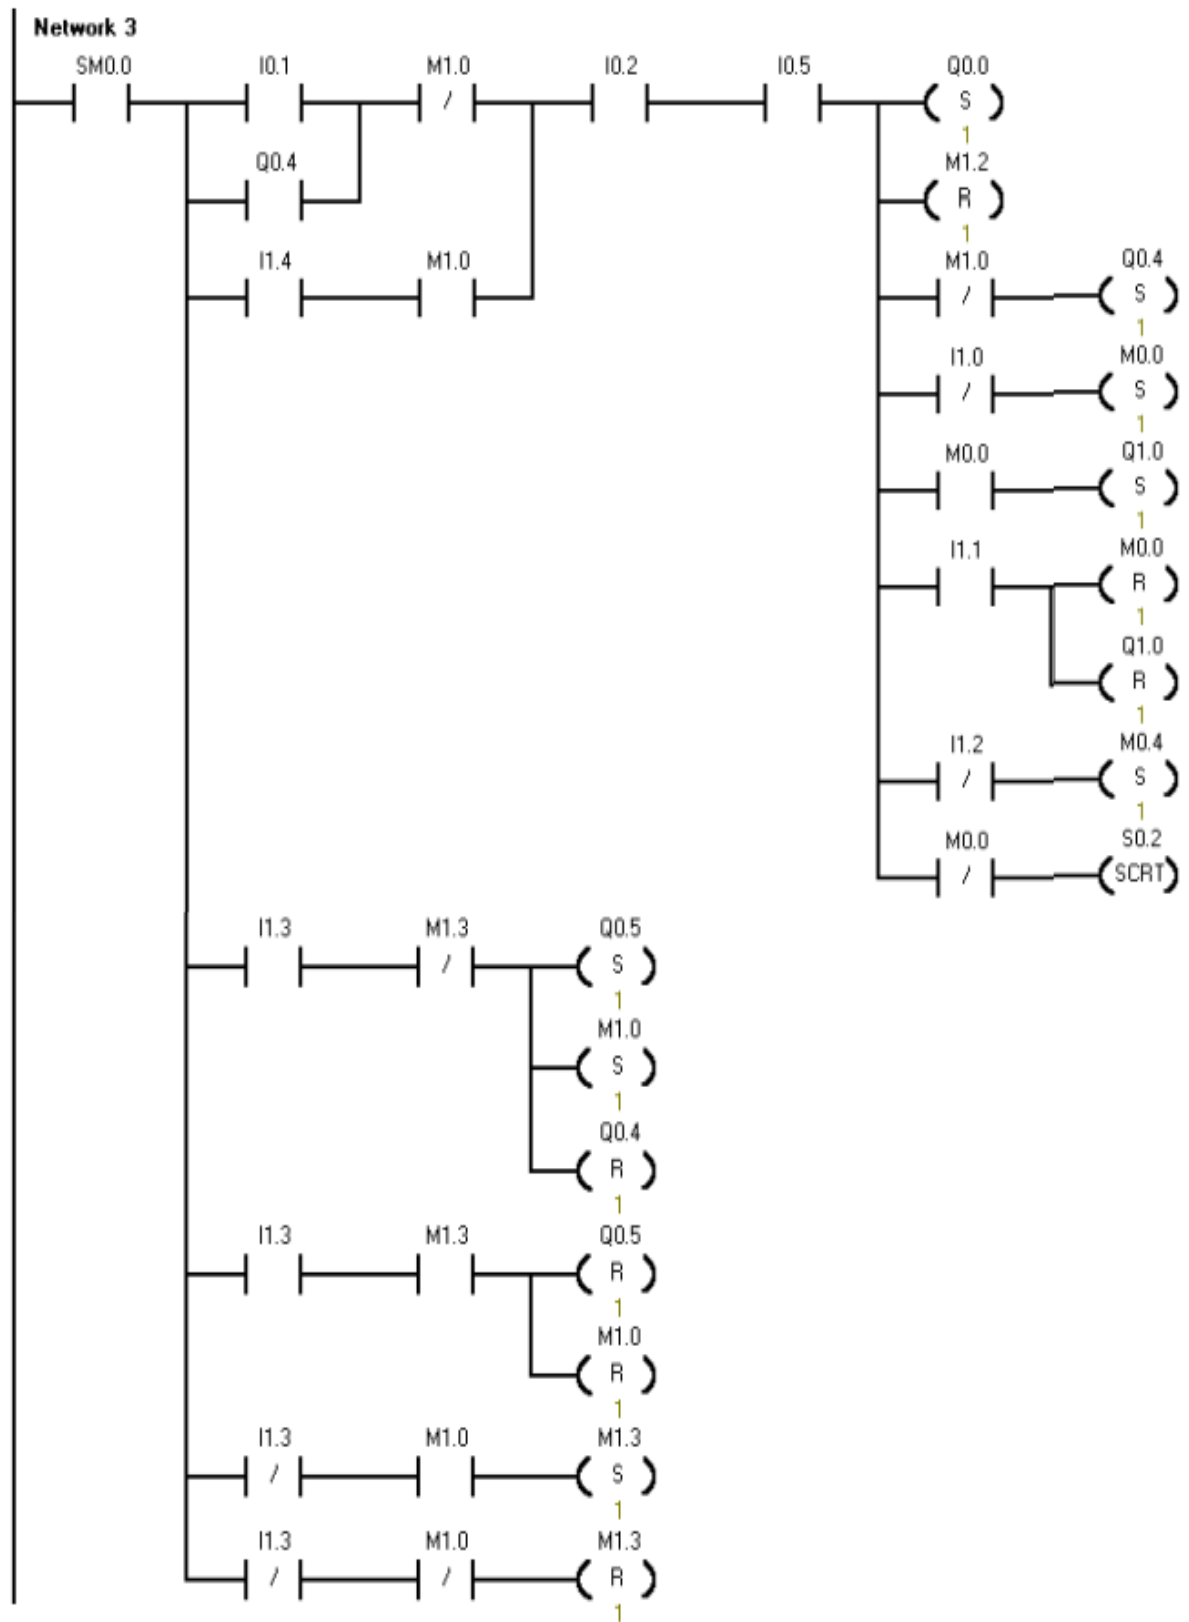 Network 3
SM0.0 I0.1 M1.0 I0.2 I0.5 Q0.0
/ S
1
Q0.4 M1.2
R
1
I1.4 M1.0 M1.0 Q0.4
/ S
1
I1.0 M0.0
/ S
1
M0.0 Q1.0
S
1
I1.1 M0.0
R
1
Q1.0
R
1
I1.2 M0.4
/ S
1
M0.0 S0.2
/ SCRT
I1.3 M1.3 Q0.5
/ S
1
M1.0
S
1
Q0.4
R
1
I1.3 M1.3 Q0.5
R
1
M1.0
R
1
I1.3 M1.0 M1.3
/ S
1
I1.3 M1.0 M1.3
/ / R
1